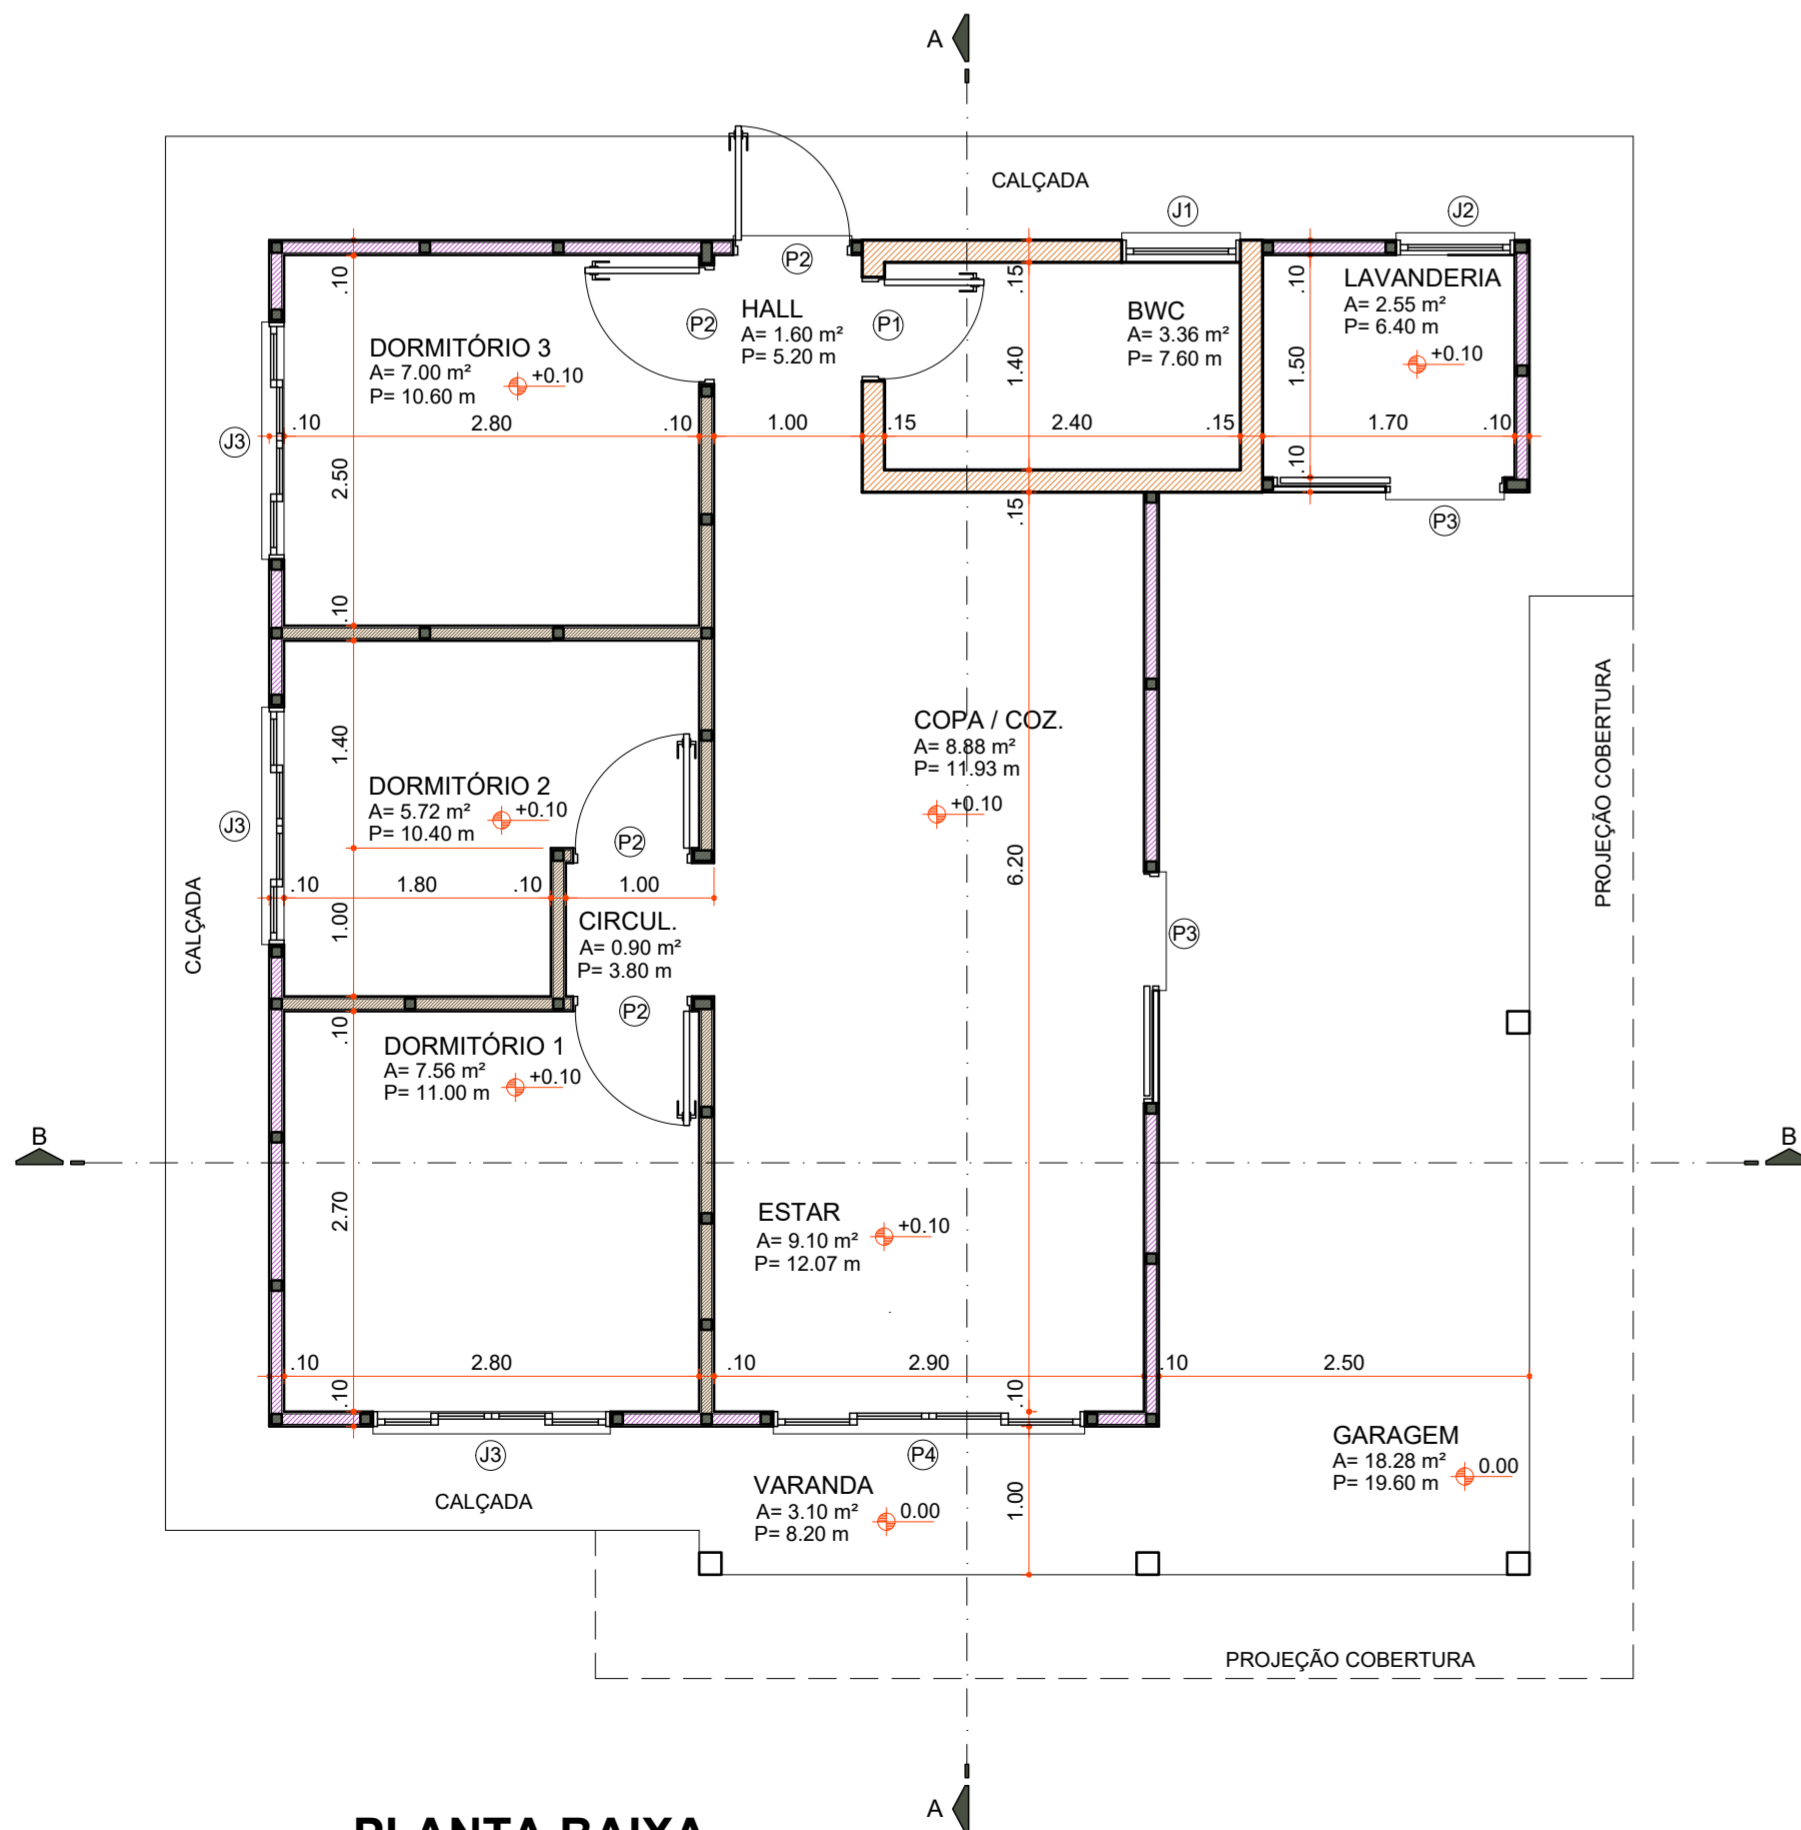 A
CALÇADA
J1
J2
P2
.10
.15
.10
LAVANDERIA
A= 2.55 m²
P= 6.40 m
+0.10
HALL
A= 1.60 m²
P= 5.20 m
P2
P1
BWC
A= 3.36 m²
P= 7.60 m
DORMITÓRIO 3
A= 7.00 m²
P= 10.60 m
+0.10
1.40
1.50
J3
.10
2.80
.10
1.00
.15
2.40
.15
1.70
.10
2.50
.10
.15
P3
.10
PROJEÇÃO COBERTURA
COPA / COZ.
A= 8.88 m²
P= 11.93 m
+0.10
1.40
DORMITÓRIO 2
A= 5.72 m²
P= 10.40 m
+0.10
J3
P2
6.20
.10
1.80
.10
1.00
CALÇADA
1.00
CIRCUL.
A= 0.90 m²
P= 3.80 m
P3
P2
.10
DORMITÓRIO 1
A= 7.56 m²
P= 11.00 m
+0.10
B
B
2.70
ESTAR
A= 9.10 m²
P= 12.07 m
+0.10
.10
2.80
.10
2.90
.10
2.50
.10
.10
J3
P4
GARAGEM
A= 18.28 m²
P= 19.60 m
0.00
CALÇADA
VARANDA
A= 3.10 m²
P= 8.20 m
0.00
1.00
PROJEÇÃO COBERTURA
A
PLANTA BAIXA